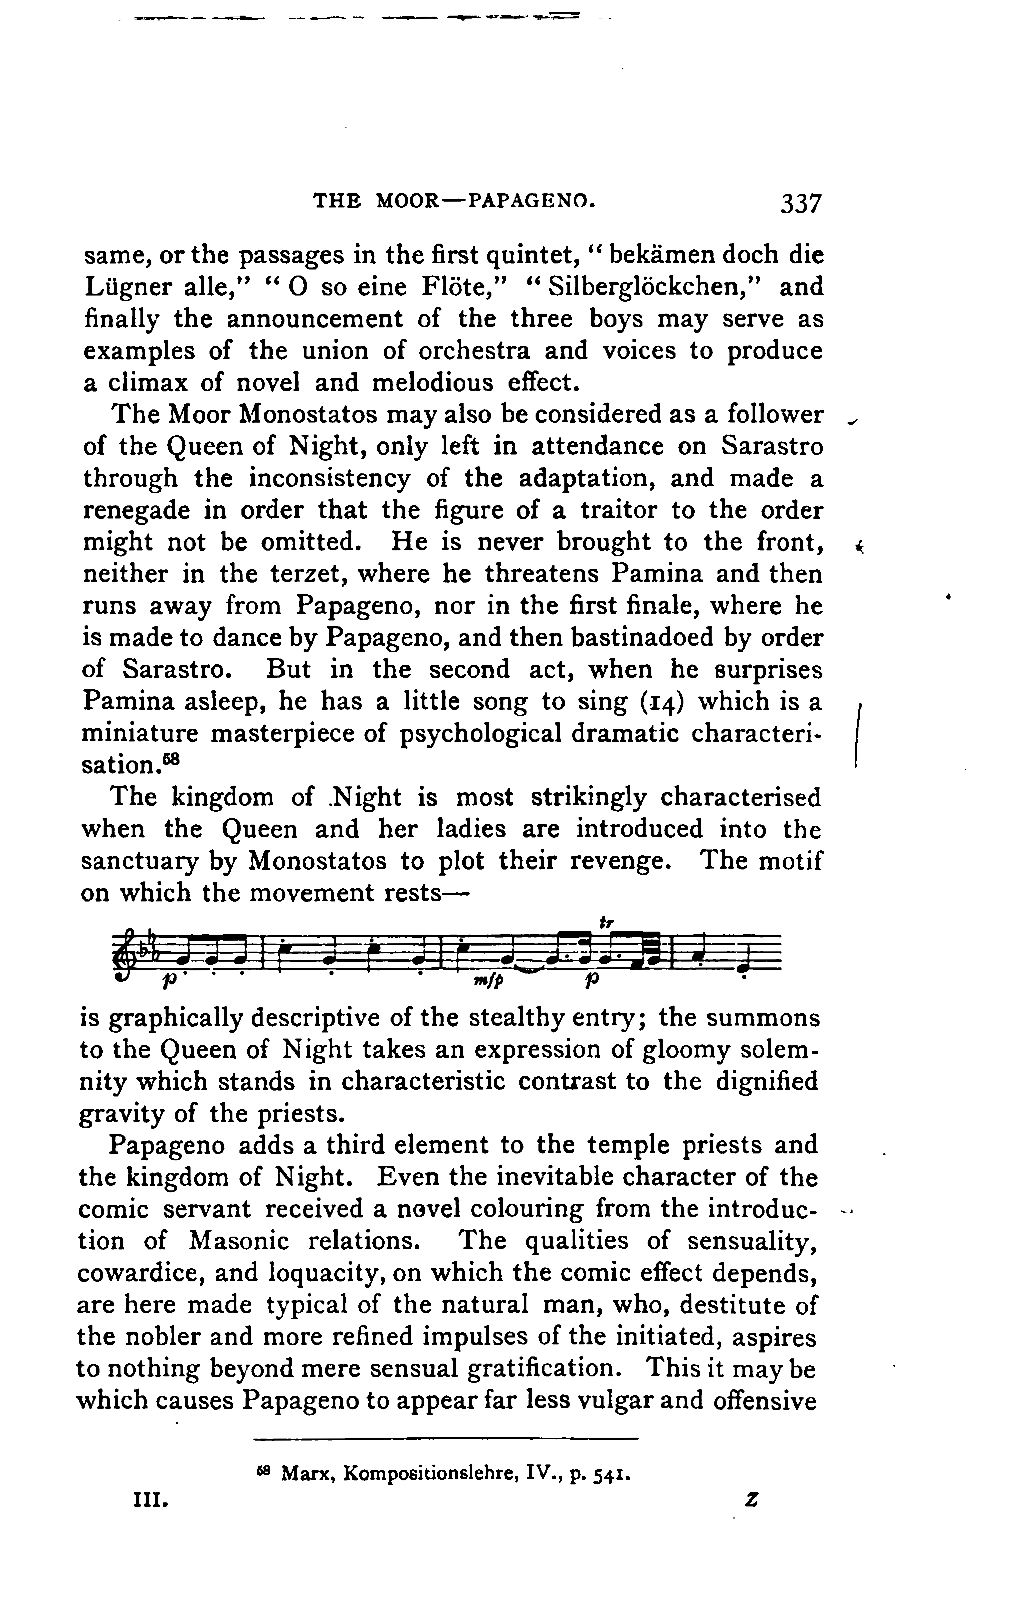 THE MOOR—PAPAGENO. 337
same, or the passages in the first quintet, " bekämen doch die
Lügner alle," " O so eine Flöte," " Silberglöckchen," and
finally the announcement of the three boys may serve as
examples of the union of orchestra and voices to produce
a climax of novel and melodious effect.
The Moor Monostatos may also be considered as a follower
of the Queen of Night, only left in attendance on Sarastro
through the inconsistency of the adaptation, and made a
renegade in order that the figure of a traitor to the order
might not be omitted. He is never brought to the front,
neither in the terzet, where he threatens Pamina and then
runs away from Papageno, nor in the first finale, where he
is made to dance by Papageno, and then bastinadoed by order
of Sarastro. But in the second act, when he surprises
Pamina asleep, he has a little song to sing (14) which is a
miniature masterpiece of psychological dramatic characteri-
sation.58
The kingdom of Night is most strikingly characterised
when the Queen and her ladies are introduced into the
sanctuary by Monostatos to plot their revenge. The motif
on which the movement rests—
tr
p mfp p
is graphically descriptive of the stealthy entry; the summons
to the Queen of Night takes an expression of gloomy solem-
nity which stands in characteristic contrast to the dignified
gravity of the priests.
Papageno adds a third element to the temple priests and
the kingdom of Night. Even the inevitable character of the
comic servant received a novel colouring from the introduc-
tion of Masonic relations. The qualities of sensuality,
cowardice, and loquacity, on which the comic effect depends,
are here made typical of the natural man, who, destitute of
the nobler and more refined impulses of the initiated, aspires
to nothing beyond mere sensual gratification. This it may be
which causes Papageno to appear far less vulgar and offensive
58 Marx, Kompositionslehre, IV., p. 541.
III. Z